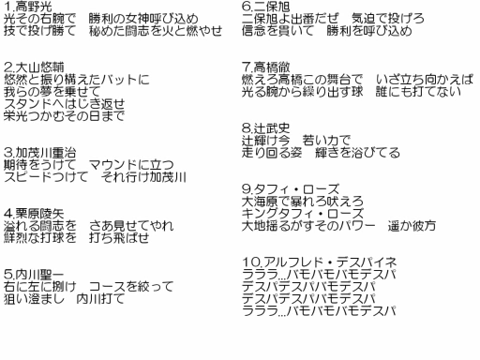 1,高野光
光その右腕で　勝利の女神呼び込め
技で投げ勝て　秘めた闘志を火と燃やせ
2,大山悠輔
悠然と振り構えたバットに
我らの夢を乗せて
スタンドへはじき返せ
栄光つかむその日まで
3,加茂川重治
期待をうけて　マウンドに立つ
スピードつけて　それ行け加茂川
4,栗原陵矢
溢れる闘志を　さあ見せてやれ
鮮烈な打球を　打ち飛ばせ
5,内川聖一
右に左に捌け　コースを絞って
狙い澄まし　内川打て
6,二保旭
二保旭よ出番だぜ　気迫で投げろ
信念を貫いて　勝利を呼び込め
7,高橋徹
燃えろ高橋この舞台で　いざ立ち向かえば
光る腕から繰り出す球　誰にも打てない
8,辻武史
辻輝け今　若い力で
走り回る姿　輝きを浴びてる
9,タフィ・ローズ
大海原で暴れろ吠えろ
キングタフィ・ローズ
大地揺るがすそのパワー　遥か彼方
10,アルフレド・デスパイネ
ラララ...バモバモバモデスパ
デスパデスパバモデスパ
デスパデスパバモデスパ
ラララ...バモバモバモデスパ